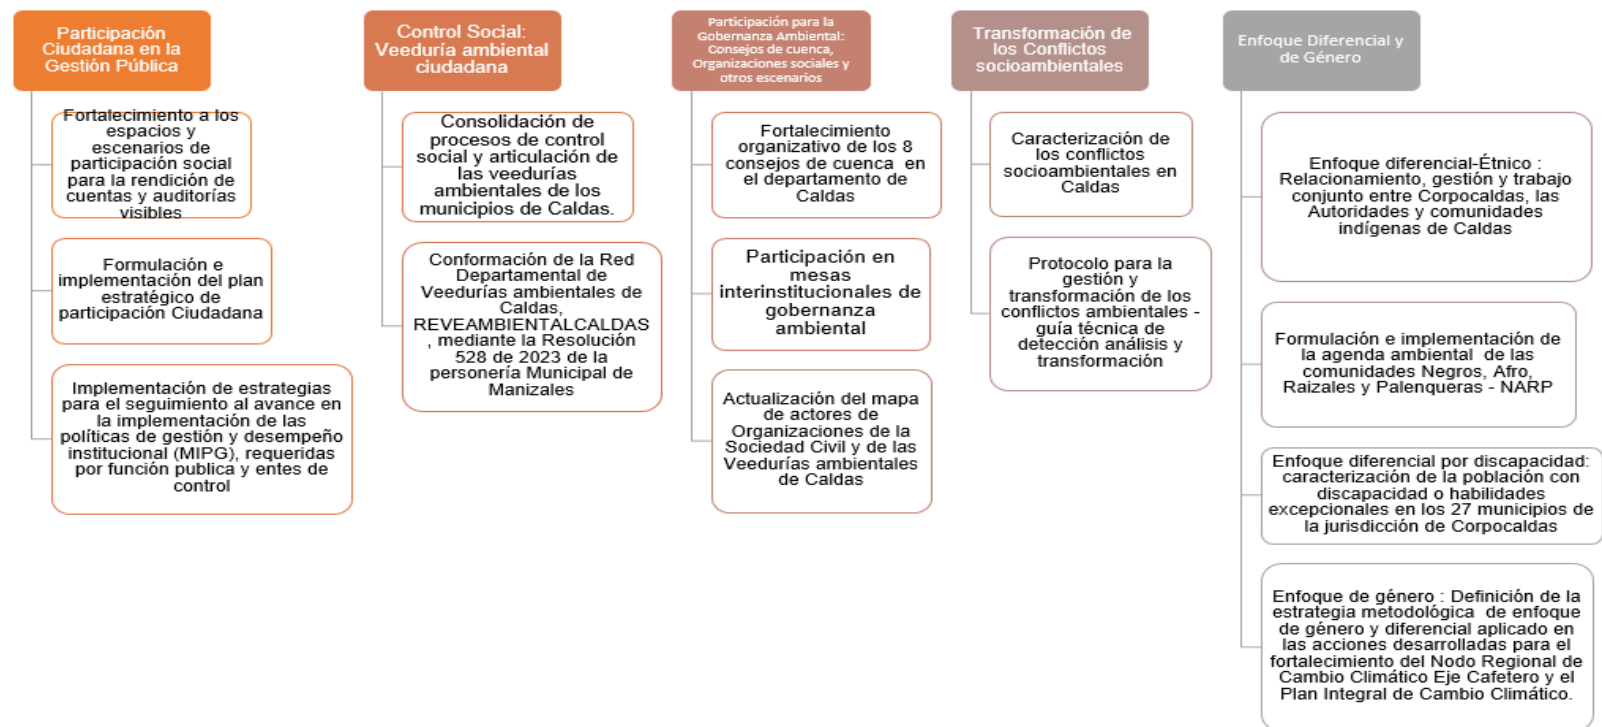 Participación
Ciudadana en la
Gestión Pública
Fortalecimiento a los
espacios y
escenarios de
participación social
para la rendición de
cuentas y auditorías
visibles
Formulación e
implementación del plan
estratégico de
participación Ciudadana
Implementación de estrategias
para el seguimiento al avance en
la implementación de las
políticas de gestión y desempeño
institucional (MIPG), requeridas
por función publica y entes de
control
Control Social:
Veeduría ambiental
ciudadana
Consolidación de
procesos de control
social y articulación de
las veedurías
ambientales de los
municipios de Caldas.
Conformación de la Red
Departamental de
Veedurías ambientales de
Caldas,
REVEAMBIENTALCALDAS
, mediante la Resolución
528 de 2023 de la
personería Municipal de
Manizales
Participación para la
Gobernanza Ambiental:
Consejos de cuenca,
Organizaciones sociales y
otros escenarios
Fortalecimiento
organizativo de los 8
consejos de cuenca en
el departamento de
Caldas
Participación en
mesas
interinstitucionales de
gobernanza
ambiental
Actualización del mapa
de actores de
Organizaciones de la
Sociedad Civil y de las
Veedurías ambientales
de Caldas
Transformación de
los Conflictos
socioambientales
Caracterización de
los conflictos
socioambientales en
Caldas
Protocolo para la
gestión y
transformación de los
conflictos ambientales -
guía técnica de
detección análisis y
transformación
Enfoque Diferencial y
de Género
Enfoque diferencial-Étnico :
Relacionamiento, gestión y trabajo
conjunto entre Corpocaldas, las
Autoridades y comunidades
indígenas de Caldas
Formulación e implementación de
la agenda ambiental de las
comunidades Negros, Afro,
Raizales y Palenqueras - NARP
Enfoque diferencial por discapacidad:
caracterización de la población con
discapacidad o habilidades
excepcionales en los 27 municipios de
la jurisdicción de Corpocaldas
Enfoque de género : Definición de la
estrategia metodológica de enfoque
de género y diferencial aplicado en
las acciones desarrolladas para el
fortalecimiento del Nodo Regional de
Cambio Climático Eje Cafetero y el
Plan Integral de Cambio Climático.